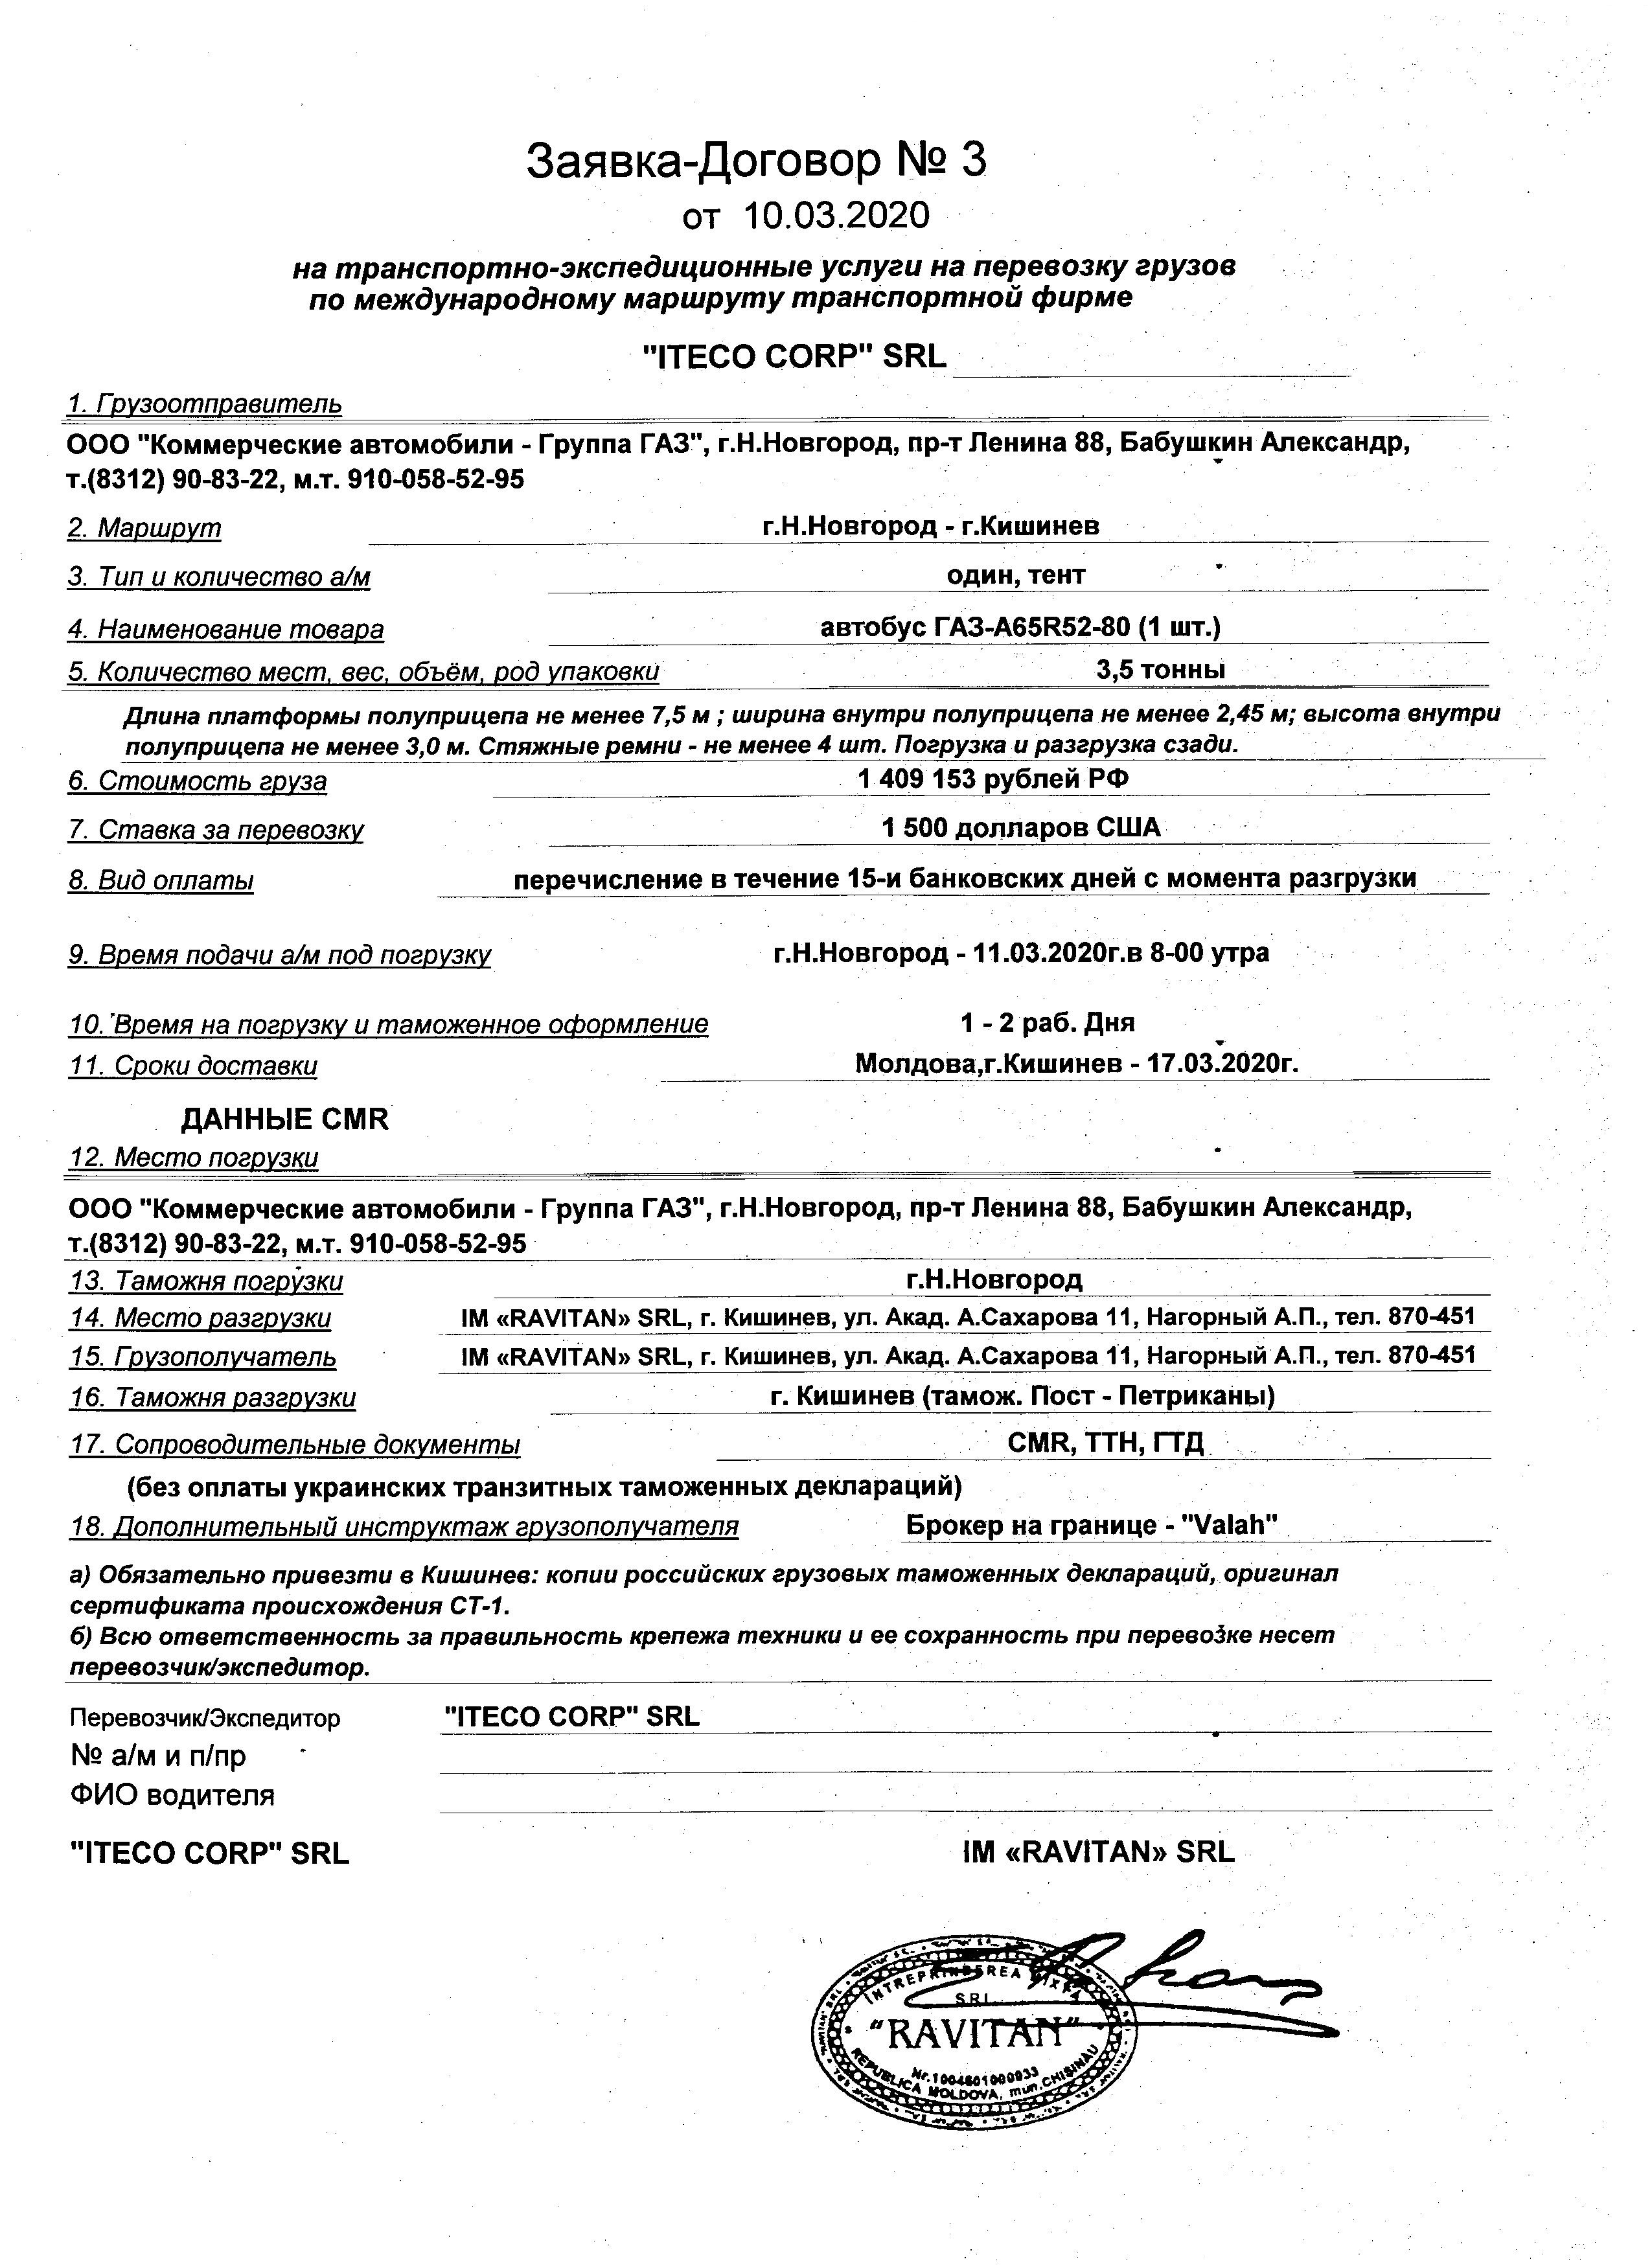 Заявка-Договор № 3
от 10.03.2020
на транспортно-экспедиционные услуги на перевозку грузов
по международному маршруту транспортной фирме
"ITECO CORP" SRL
1. Грузоотправитель
ООО "Коммерческие автомобили - Группа ГАЗ", г.Н.Новгород, пр-т Ленина 88, Бабушкин Александр,
т.(8312) 90-83-22, м.т. 910-058-52-95
2. Маршрут г.Н.Новгород - г.Кишинев
3. Тип и количество а/м один, тент
4. Наименование товара автобус ГАЗ-А65R52-80 (1 шт.)
5. Количество мест, вес, объём, род упаковки 3,5 тонны
Длина платформы полуприцепа не менее 7,5 м ; ширина внутри полуприцепа не менее 2,45 м; высота внутри
полуприцепа не менее 3,0 м. Стяжные ремни - не менее 4 шт. Погрузка и разгрузка сзади.
6. Стоимость груза 1 409 153 рублей РФ
7. Ставка за перевозку 1 500 долларов США
8. Вид оплаты перечисление в течение 15-и банковских дней с момента разгрузки
9. Время подачи а/м под погрузку г.Н.Новгород - 11.03.2020г.в 8-00 утра
10. Время на погрузку и таможенное оформление 1 - 2 раб. Дня
11. Сроки доставки Молдова,г.Кишинев - 17.03.2020г.
ДАННЫЕ CMR
12. Место погрузки
ООО "Коммерческие автомобили - Группа ГАЗ", г.Н.Новгород, пр-т Ленина 88, Бабушкин Александр,
т.(8312) 90-83-22, м.т. 910-058-52-95
13. Таможня погрузки г.Н.Новгород
14. Место разгрузки IM «RAVITAN» SRL, г. Кишинев, ул. Акад. А.Сахарова 11, Нагорный А.П., тел. 870-451
15. Грузополучатель IM «RAVITAN» SRL, г. Кишинев, ул. Акад. А.Сахарова 11, Нагорный А.П., тел. 870-451
16. Таможня разгрузки г. Кишинев (тамож. Пост - Петриканы)
17. Сопроводительные документы CMR, ТТН, ГТД
(без оплаты украинских транзитных таможенных деклараций)
18. Дополнительный инструктаж грузополучателя Брокер на границе - "Valah"
а) Обязательно привезти в Кишинев: копии российских грузовых таможенных деклараций, оригинал
сертификата происхождения СТ-1.
б) Всю ответственность за правильность крепежа техники и ее сохранность при перевозке несет
перевозчик/экспедитор.
Перевозчик/Экспедитор "ITECO CORP" SRL
№ а/м и п/пр
ФИО водителя
"ITECO CORP" SRL IM «RAVITAN» SRL
ÎNTREPRINDEREA MIXTĂ
SRL
"RAVITAN"
Nr.1004601000033
REPUBLICA MOLDOVA, mun.CHIŞINĂU